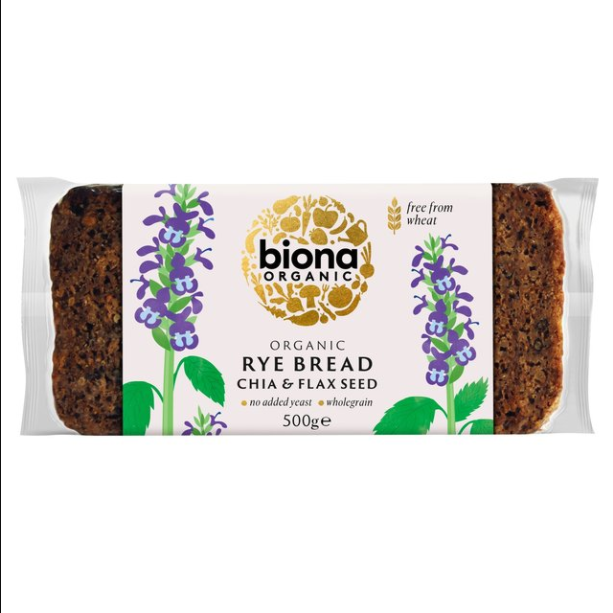 free from
wheat
biona
ORGANIC
ORGANIC
RYE BREAD
CHIA & FLAX SEED
• no added yeast • wholegrain
500g℮